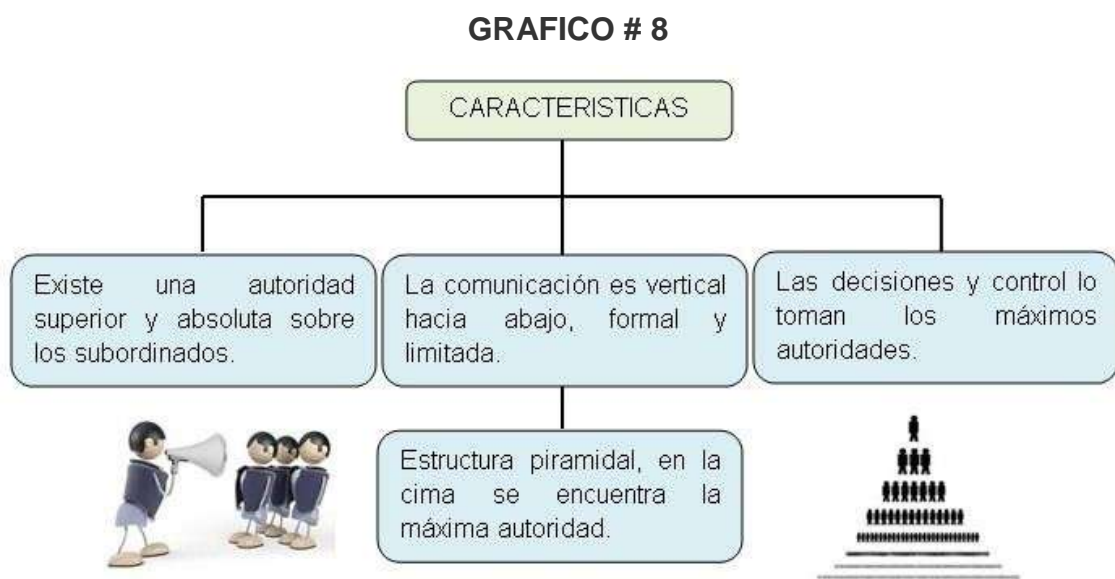 GRAFICO # 8
CARACTERISTICAS
Existe una autoridad
superior y absoluta sobre
los subordinados.
La comunicación es vertical
hacia abajo, formal y
limitada.
Las decisiones y control lo
toman los máximos
autoridades.
Estructura piramidal, en la
cima se encuentra la
máxima autoridad.